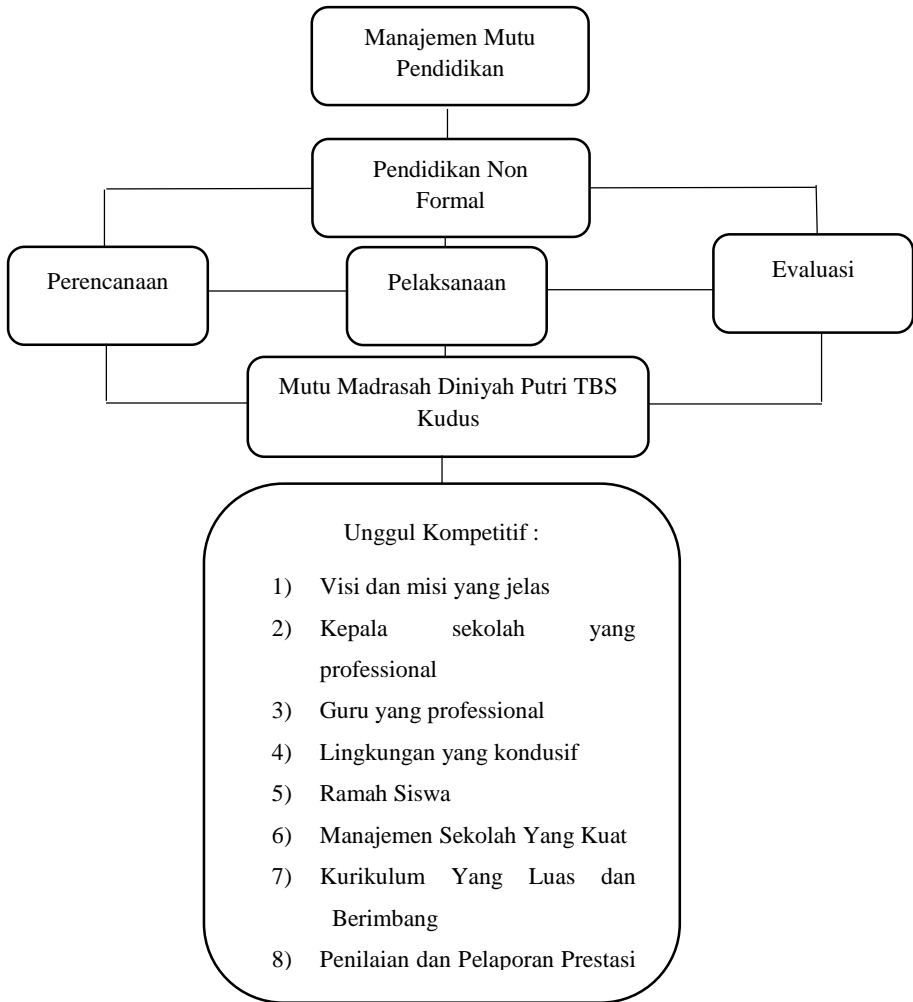 Manajemen Mutu
Pendidikan
Pendidikan Non
Formal
Perencanaan
Pelaksanaan
Evaluasi
Mutu Madrasah Diniyah Putri TBS
Kudus
Unggul Kompetitif :
1) Visi dan misi yang jelas
2) Kepala sekolah yang
professional
3) Guru yang professional
4) Lingkungan yang kondusif
5) Ramah Siswa
6) Manajemen Sekolah Yang Kuat
7) Kurikulum Yang Luas dan
Berimbang
8) Penilaian dan Pelaporan Prestasi